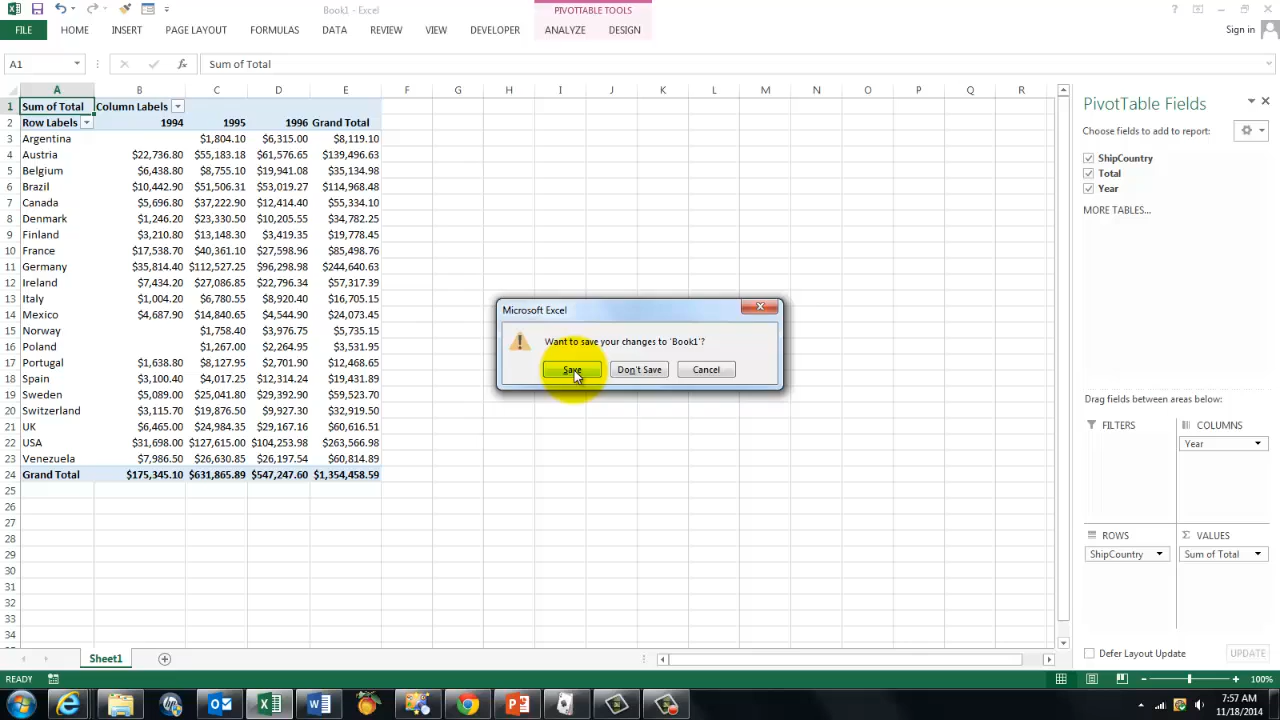 Book1 - Excel
PIVOTTABLE TOOLS
FILE HOME INSERT PAGE LAYOUT FORMULAS DATA REVIEW VIEW DEVELOPER ANALYZE DESIGN Sign in
A1 fx Sum of Total
A B C D E F G H I J K L M N O P Q R
1 Sum of Total Column Labels
2 Row Labels 1994 1995 1996 Grand Total
3 Argentina $1,804.10 $6,315.00 $8,119.10
4 Austria $22,736.80 $55,183.18 $61,576.65 $139,496.63
5 Belgium $6,438.80 $8,755.10 $19,941.08 $35,134.98
6 Brazil $10,442.90 $51,506.31 $53,019.27 $114,968.48
7 Canada $5,696.80 $37,222.90 $12,414.40 $55,334.10
8 Denmark $1,246.20 $23,330.50 $10,205.55 $34,782.25
9 Finland $3,210.80 $13,148.30 $3,419.35 $19,778.45
10 France $17,538.70 $40,361.10 $27,598.96 $85,498.76
11 Germany $35,814.40 $112,527.25 $96,298.98 $244,640.63
12 Ireland $7,434.20 $27,086.85 $22,796.34 $57,317.39
13 Italy $1,004.20 $6,780.55 $8,920.40 $16,705.15
14 Mexico $4,687.90 $14,840.65 $4,544.90 $24,073.45
15 Norway $1,758.40 $3,976.75 $5,735.15
16 Poland $1,267.00 $2,264.95 $3,531.95
17 Portugal $1,638.80 $8,127.95 $2,701.90 $12,468.65
18 Spain $3,100.40 $4,017.25 $12,314.24 $19,431.89
19 Sweden $5,089.00 $25,041.80 $29,392.90 $59,523.70
20 Switzerland $3,115.70 $19,876.50 $9,927.30 $32,919.50
21 UK $6,465.00 $24,984.35 $29,167.16 $60,616.51
22 USA $31,698.00 $127,615.00 $104,253.98 $263,566.98
23 Venezuela $7,986.50 $26,630.85 $26,197.54 $60,814.89
24 Grand Total $175,345.10 $631,865.89 $547,247.60 $1,354,458.59
25
26
27
28
29
30
31
32
33
34
Microsoft Excel
Want to save your changes to 'Book1'?
Save Don't Save Cancel
PivotTable Fields
Choose fields to add to report:
ShipCountry
Total
Year
MORE TABLES...
Drag fields between areas below:
FILTERS COLUMNS
Year
ROWS Σ VALUES
ShipCountry Sum of Total
Defer Layout Update UPDATE
Sheet1
READY 100%
7:57 AM
11/18/2014